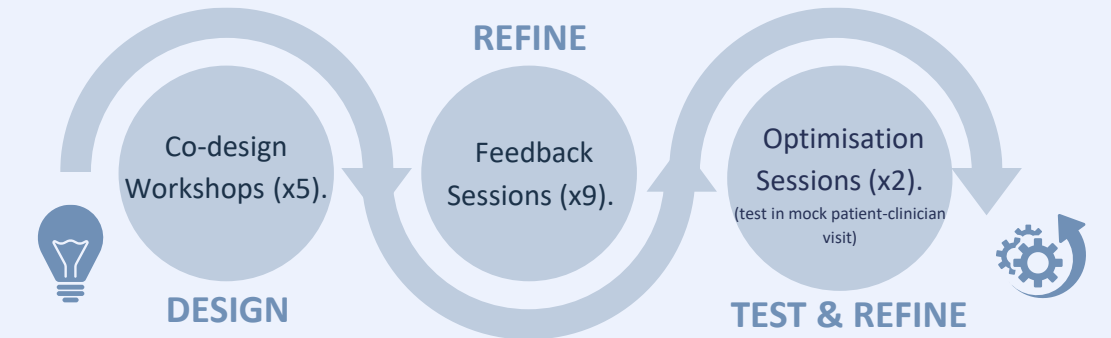 REFINE
Co-design
Workshops (x5).
DESIGN
Feedback
Sessions (x9).
Optimisation
Sessions (x2).
(test in mock patient-clinician
visit)
TEST & REFINE